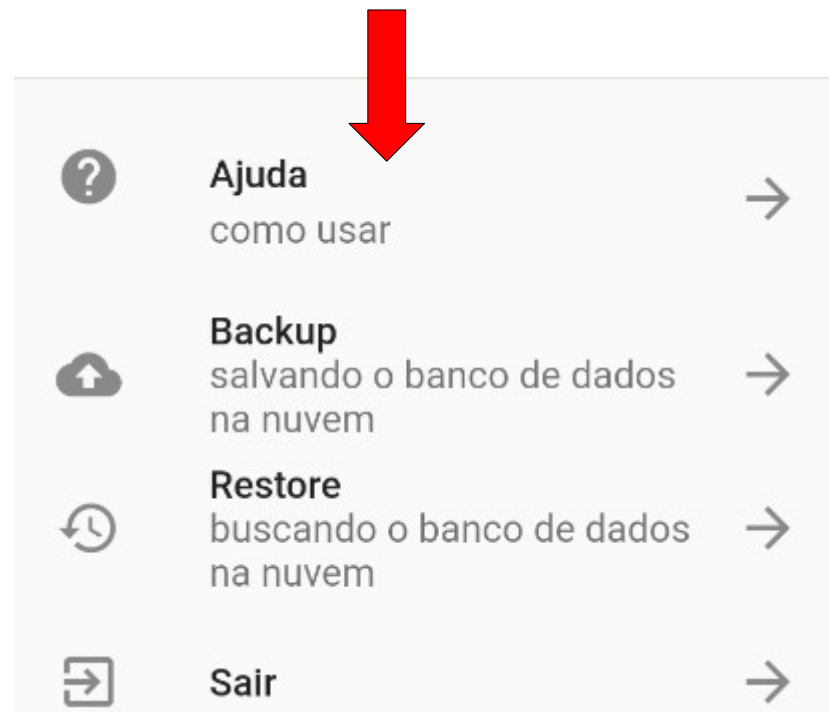 Ajuda
como usar
Backup
salvando o banco de dados
na nuvem
Restore
buscando o banco de dados
na nuvem
Sair